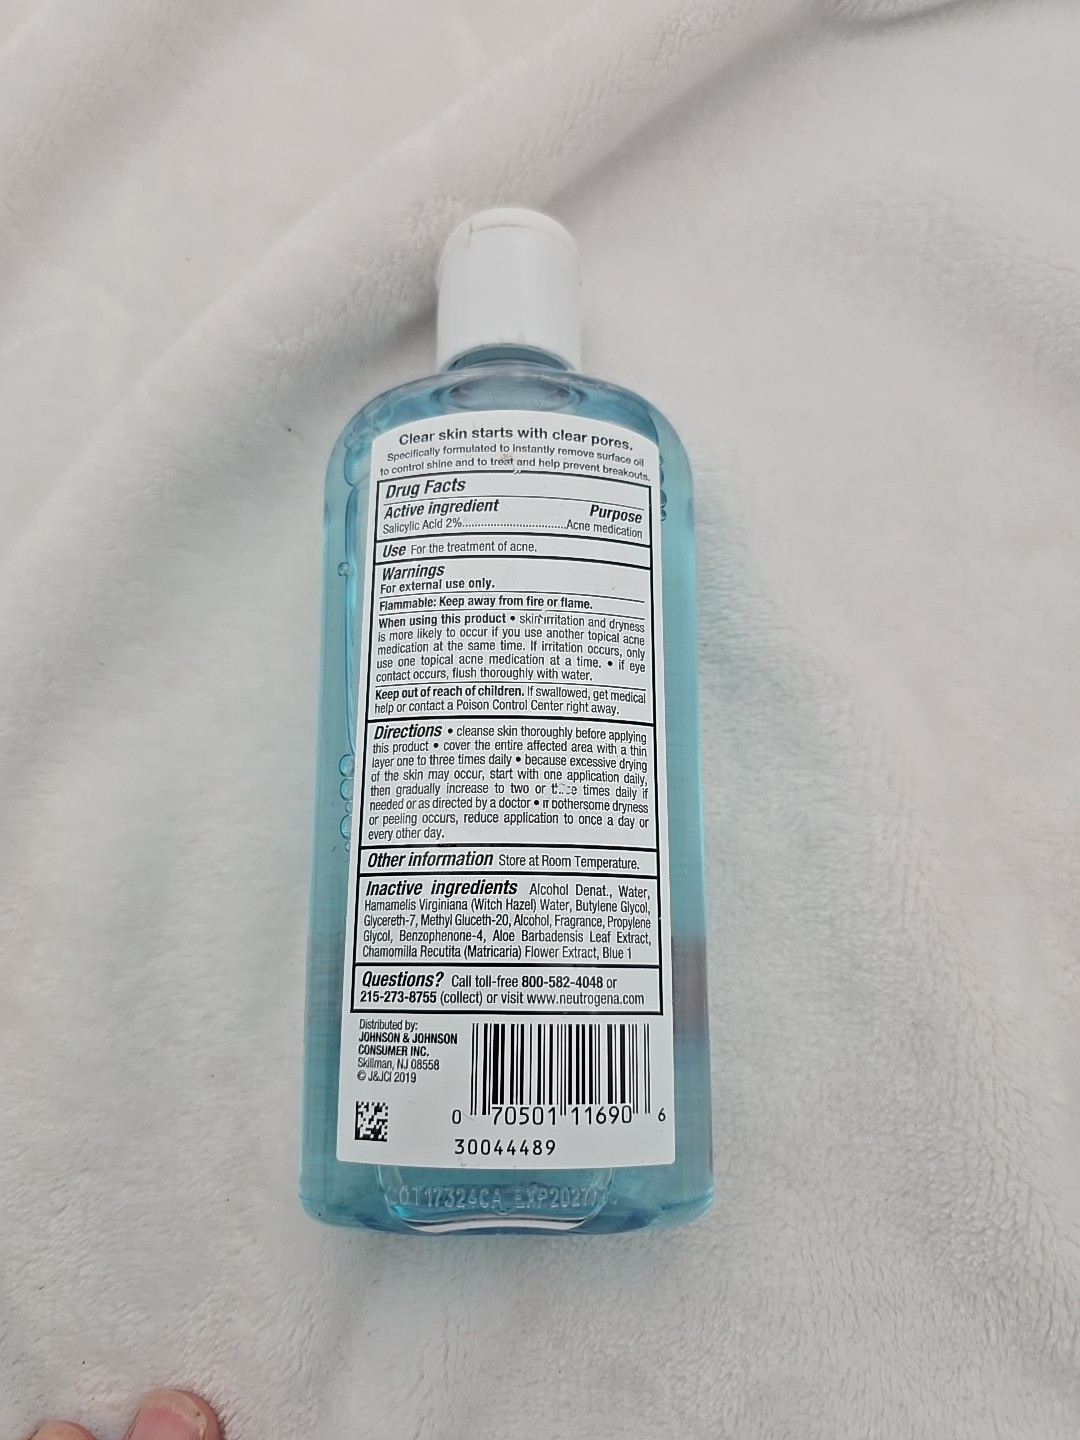 Clear skin starts with clear pores.
Specifically formulated to instantly remove surface oil
to control shine and to treat and help prevent breakouts.
Drug Facts
Active ingredient Purpose
Salicylic Acid 2%..............................Acne medication
Use For the treatment of acne.
Warnings
For external use only.
Flammable: Keep away from fire or flame.
When using this product • skin irritation and dryness
is more likely to occur if you use another topical acne
medication at the same time. If irritation occurs, only
use one topical acne medication at a time. • if eye
contact occurs, flush thoroughly with water.
Keep out of reach of children. If swallowed, get medical
help or contact a Poison Control Center right away.
Directions • cleanse skin thoroughly before applying
this product • cover the entire affected area with a thin
layer one to three times daily • because excessive drying
of the skin may occur, start with one application daily,
then gradually increase to two or three times daily if
needed or as directed by a doctor • if bothersome dryness
or peeling occurs, reduce application to once a day or
every other day.
Other information Store at Room Temperature.
Inactive ingredients Alcohol Denat., Water,
Hamamelis Virginiana (Witch Hazel) Water, Butylene Glycol,
Glycereth-7, Methyl Gluceth-20, Alcohol, Fragrance, Propylene
Glycol, Benzophenone-4, Aloe Barbadensis Leaf Extract,
Chamomilla Recutita (Matricaria) Flower Extract, Blue 1
Questions? Call toll-free 800-582-4048 or
215-273-8755 (collect) or visit www.neutrogena.com
Distributed by:
JOHNSON & JOHNSON
CONSUMER INC.
Skillman, NJ 08558
© J&JCI 2019
0 70501 11690 6
30044489
LOT17324CA